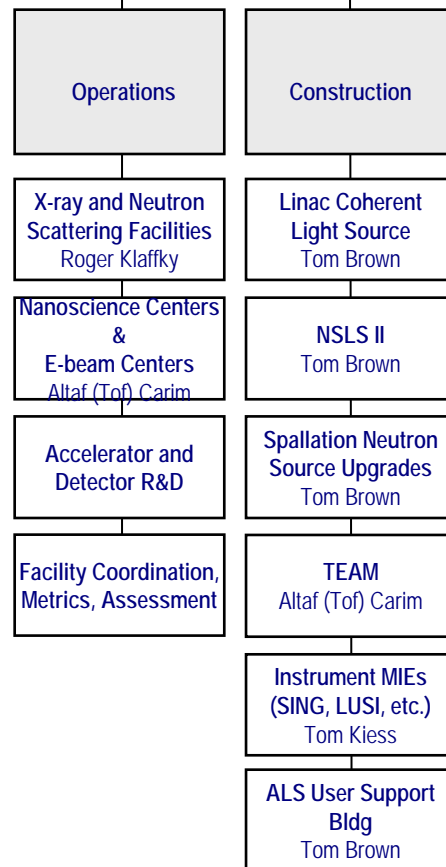 Operations
X-ray and Neutron
Scattering Facilities
Roger Klaffky
Nanoscience Centers
&
E-beam Centers
Altaf (Tof) Carim
Accelerator and
Detector R&D
Facility Coordination,
Metrics, Assessment
Construction
Linac Coherent
Light Source
Tom Brown
NSLS II
Tom Brown
Spallation Neutron
Source Upgrades
Tom Brown
TEAM
Altaf (Tof) Carim
Instrument MIEs
(SING, LUSI, etc.)
Tom Kiess
ALS User Support
Bldg
Tom Brown